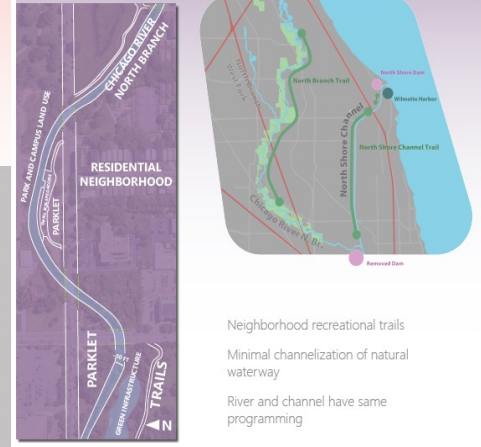 CHICAGO RIVER
NORTH BRANCH
PARK AND CAMPUS LAND USE
RESIDENTIAL
NEIGHBORHOOD
PARKLET
PARKLET
50 FT
GREEN INFRASTRUCTURE
TRAILS
N
North Branch Trail
North Shore Dam
Wilmette Harbor
North Shore Channel
North Shore Channel Trail
Chicago River N. Br.
Removed Dam
Neighborhood recreational trails
Minimal channelization of natural
waterway
River and channel have same
programming